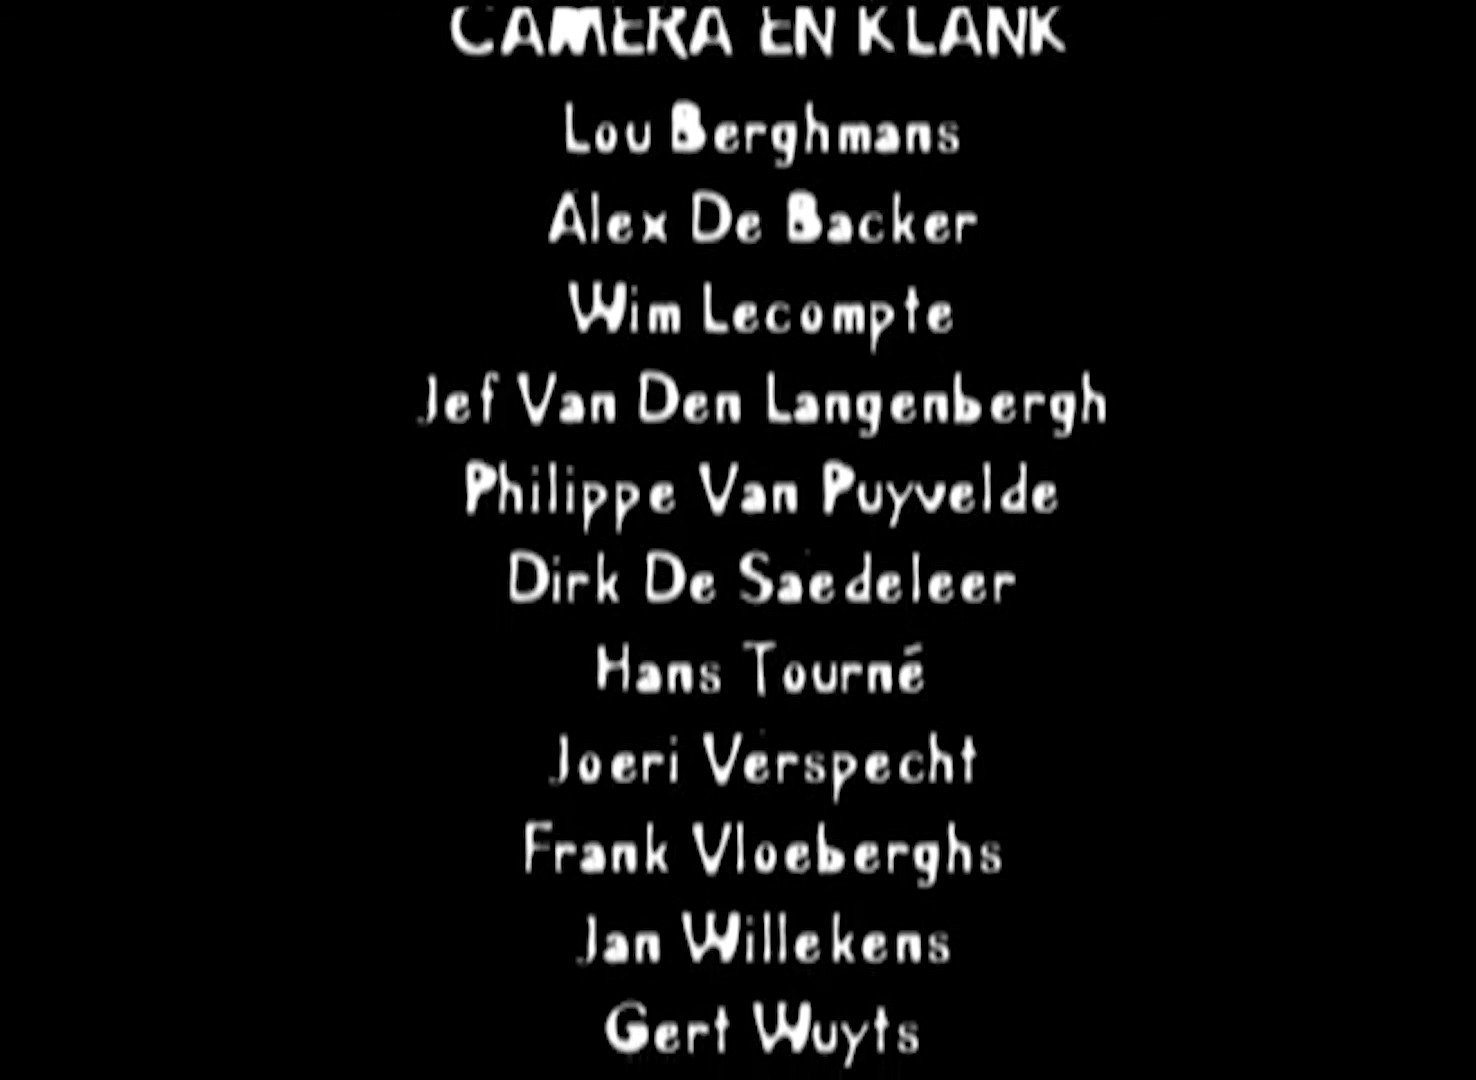 CAMERA EN KLANK
Lou Berghmans
Alex De Backer
Wim Lecompte
Jef Van Den Langenbergh
Philippe Van Puyvelde
Dirk De Saedeleer
Hans Tourné
Joeri Verspecht
Frank Vloeberghs
Jan Willekens
Gert Wuyts